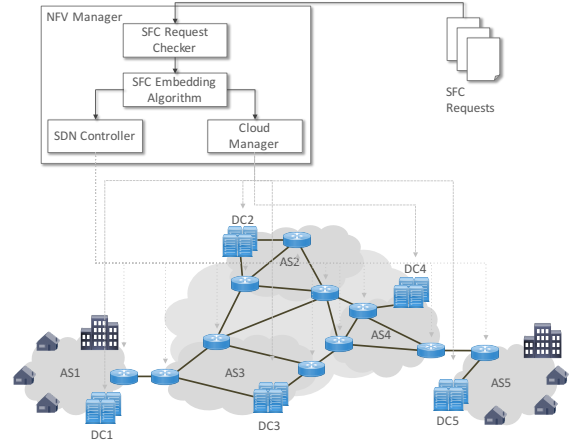 NFV Manager
SFC Request
Checker
SFC Embedding
Algorithm
SDN Controller
Cloud
Manager
SFC
Requests
DC2
AS2
DC4
AS4
AS1
AS3
AS5
DC1
DC3
DC5